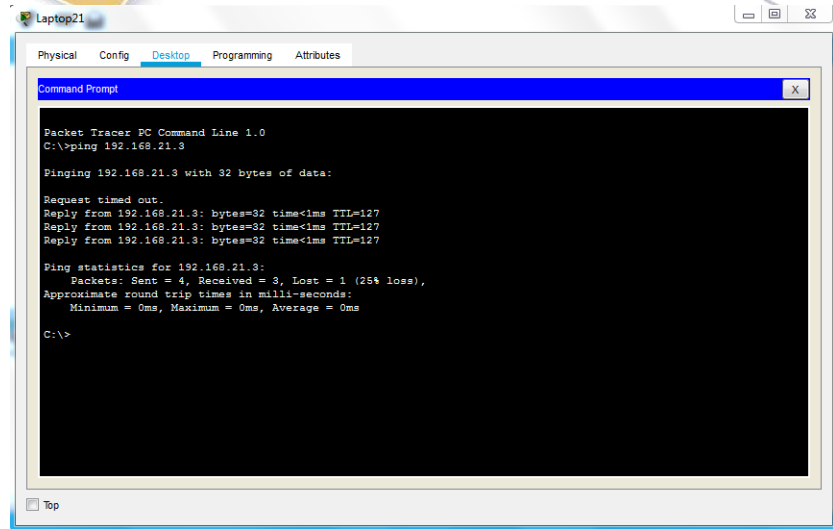 Laptop21
Physical Config Desktop Programming Attributes
Command Prompt X
Packet Tracer PC Command Line 1.0
C:\>ping 192.168.21.3
Pinging 192.168.21.3 with 32 bytes of data:
Request timed out.
Reply from 192.168.21.3: bytes=32 time<1ms TTL=127
Reply from 192.168.21.3: bytes=32 time<1ms TTL=127
Reply from 192.168.21.3: bytes=32 time<1ms TTL=127
Ping statistics for 192.168.21.3:
Packets: Sent = 4, Received = 3, Lost = 1 (25% loss),
Approximate round trip times in milli-seconds:
Minimum = 0ms, Maximum = 0ms, Average = 0ms
C:\>
Top